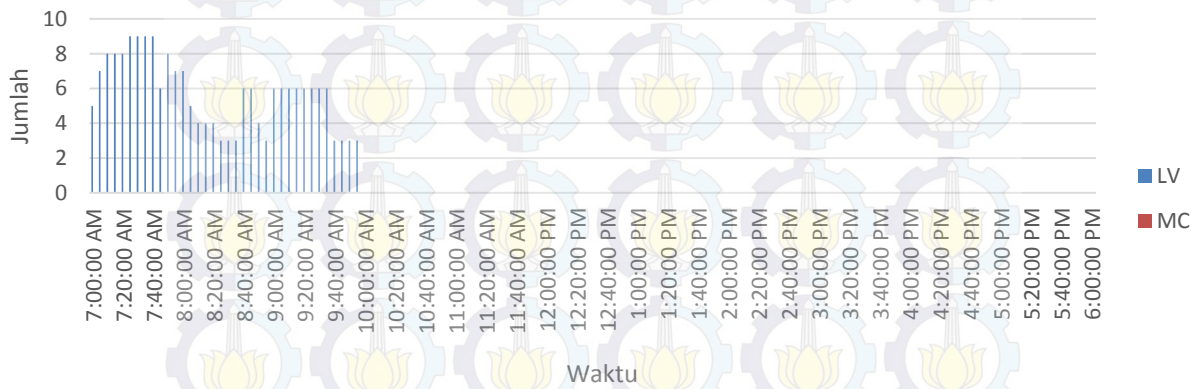 10
8
6
4
2
0
Jumlah
7:00:00 AM
7:20:00 AM
7:40:00 AM
8:00:00 AM
8:20:00 AM
8:40:00 AM
9:00:00 AM
9:20:00 AM
9:40:00 AM
10:00:00 AM
10:20:00 AM
10:40:00 AM
11:00:00 AM
11:20:00 AM
11:40:00 AM
12:00:00 PM
12:20:00 PM
12:40:00 PM
1:00:00 PM
1:20:00 PM
1:40:00 PM
2:00:00 PM
2:20:00 PM
2:40:00 PM
3:00:00 PM
3:20:00 PM
3:40:00 PM
4:00:00 PM
4:20:00 PM
4:40:00 PM
5:00:00 PM
5:20:00 PM
5:40:00 PM
6:00:00 PM
Waktu
LV
MC